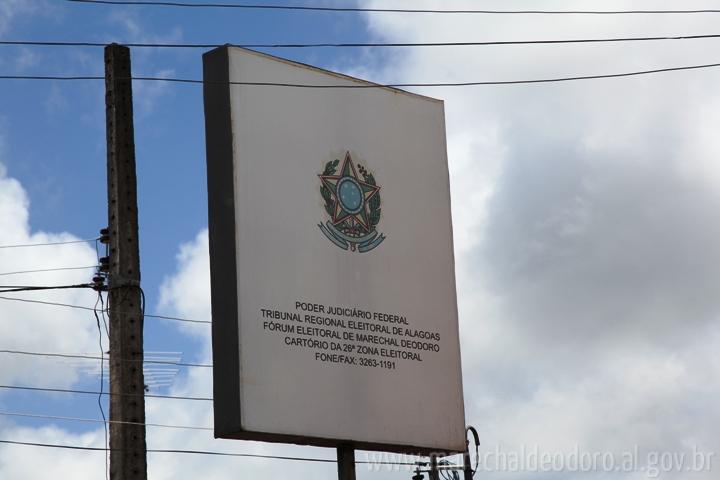 PODER JUDICIÁRIO FEDERAL
TRIBUNAL REGIONAL ELEITORAL DE ALAGOAS
FÓRUM ELEITORAL DE MARECHAL DEODORO
CARTÓRIO DA 26ª ZONA ELEITORAL
FONE/FAX: 3263-1191
www.marechaldeodoro.al.gov.br